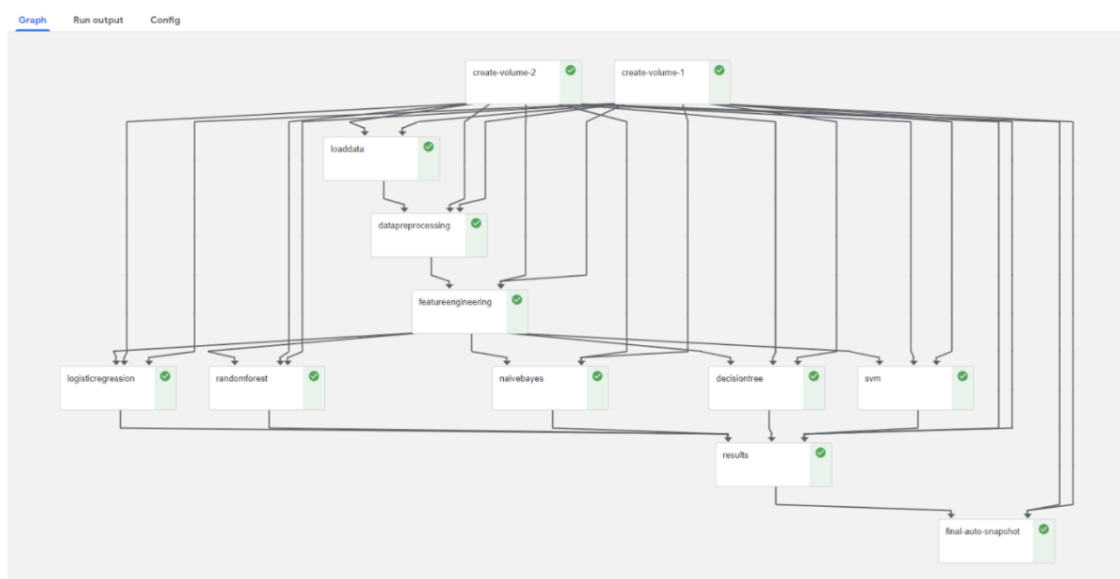 Graph Run output Config
create-volume-2 create-volume-1
loaddata
datapreprocessing
featureengineering
logisticregression randomforest naivebayes decisiontree svm
results
final-auto-snapshot